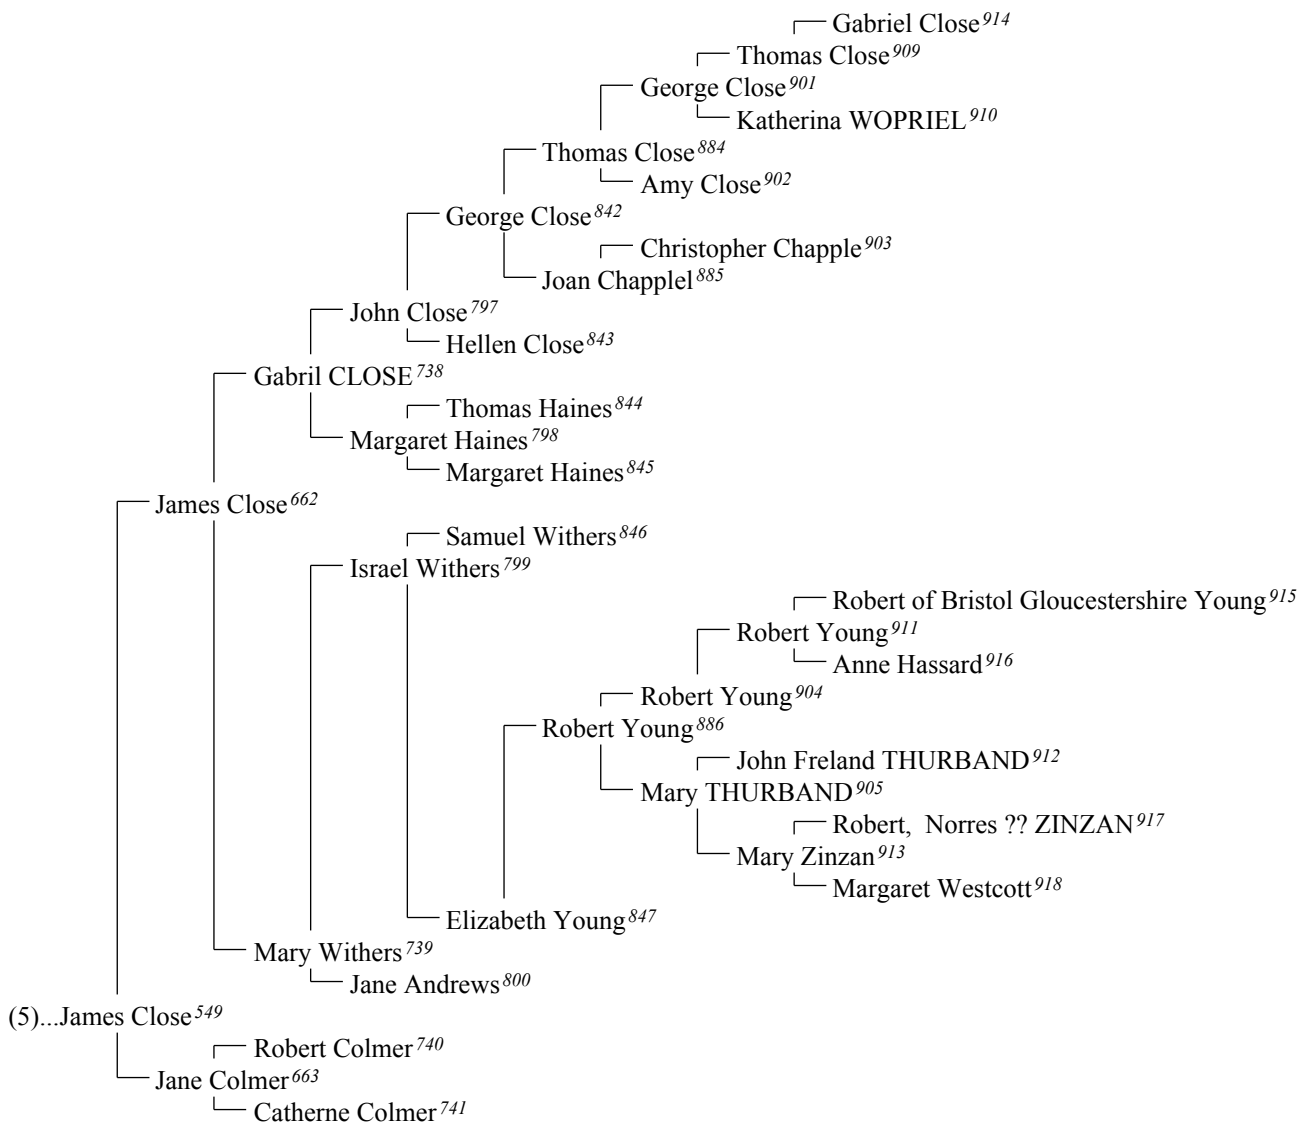 Gabriel Close914
Thomas Close909
George Close901
Katherina WOPRIEL910
Thomas Close884
Amy Close902
George Close842
Christopher Chapple903
Joan Chapplel885
John Close797
Hellen Close843
Gabril CLOSE738
Thomas Haines844
Margaret Haines798
Margaret Haines845
James Close662
Samuel Withers846
Israel Withers799
Robert of Bristol Gloucestershire Young915
Robert Young911
Anne Hassard916
Robert Young904
Robert Young886
John Freland THURBAND912
Mary THURBAND905
Robert, Norres ?? ZINZAN917
Mary Zinzan913
Margaret Westcott918
Elizabeth Young847
Mary Withers739
Jane Andrews800
(5)...James Close549
Robert Colmer740
Jane Colmer663
Catherne Colmer741